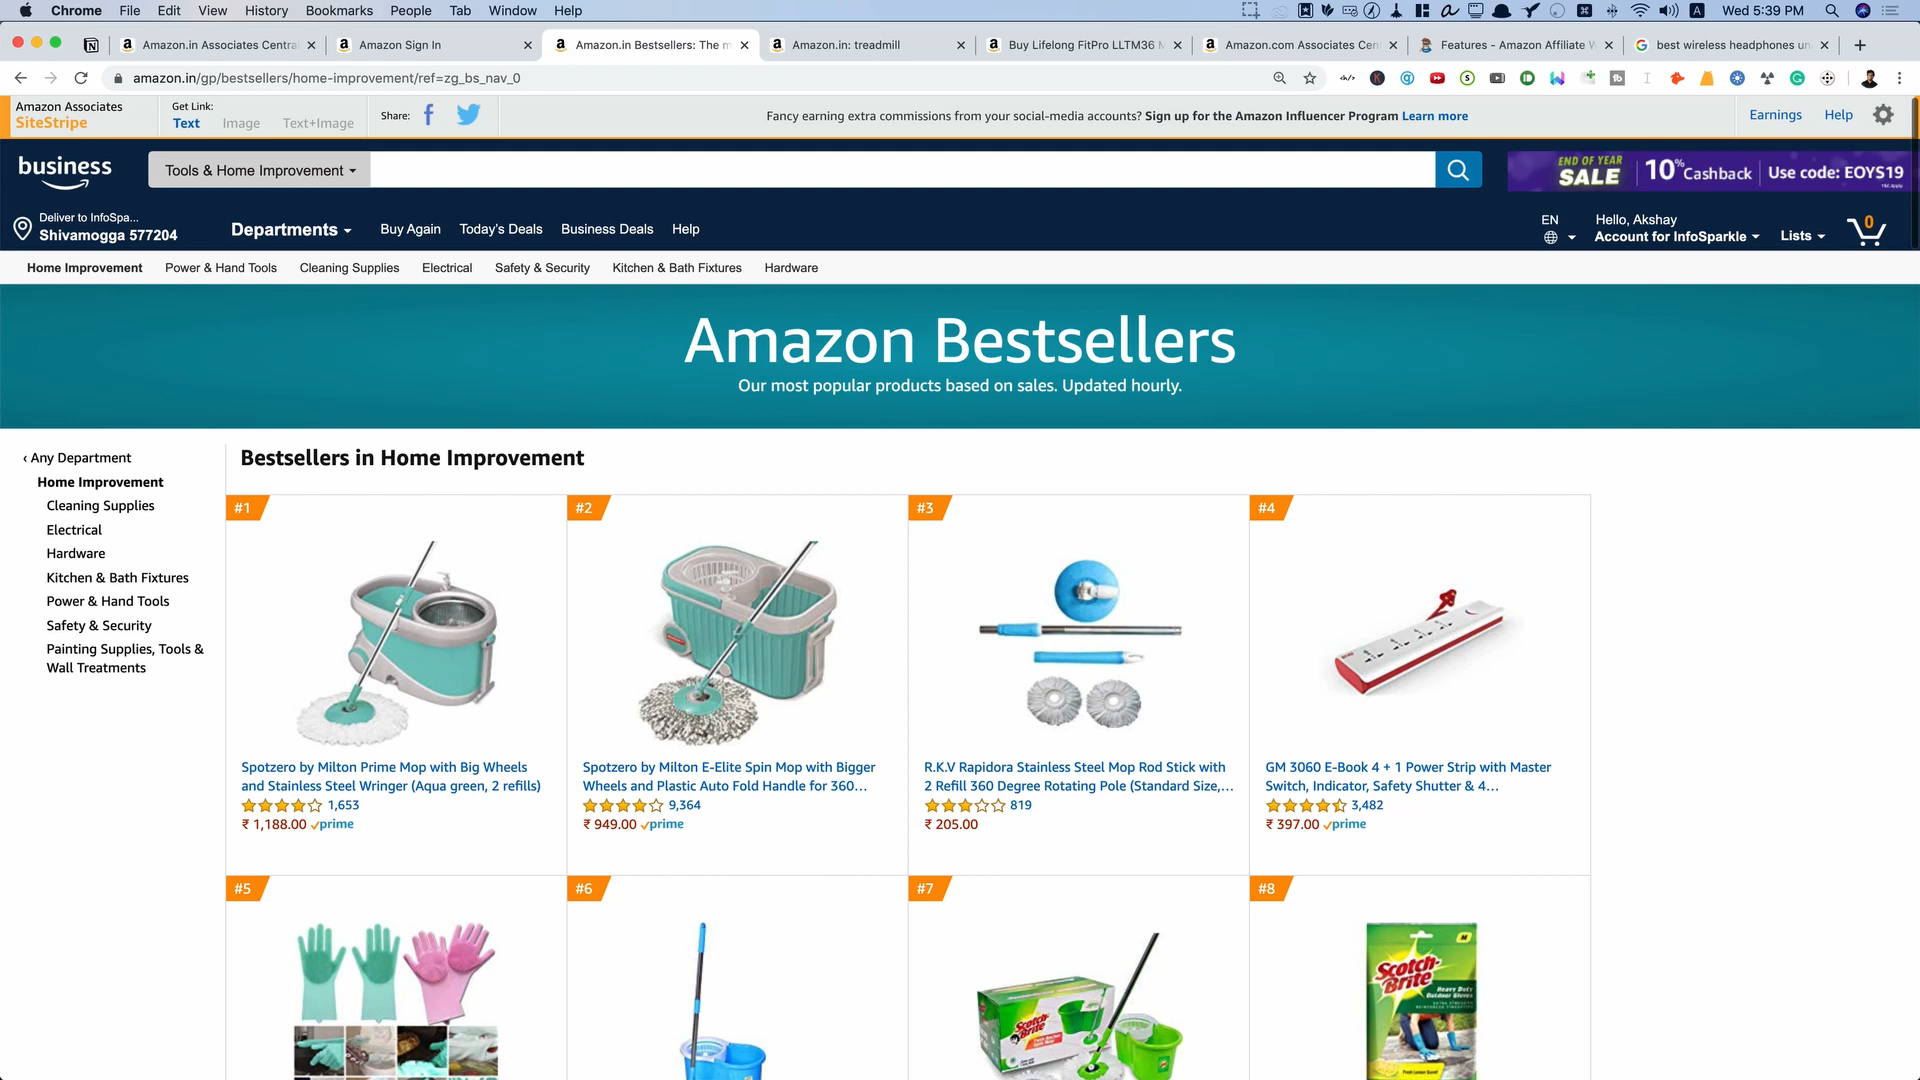 Chrome File Edit View History Bookmarks People Tab Window Help
Wed 5:39 PM
Amazon.in Associates Central
Amazon Sign In
Amazon.in Bestsellers: The m
Amazon.in: treadmill
Buy Lifelong FitPro LLTM36 M
Amazon.com Associates Cen
Features - Amazon Affiliate W
best wireless headphones un
amazon.in/gp/bestsellers/home-improvement/ref=zg_bs_nav_0
Amazon Associates
SiteStripe
Get Link:
Text Image Text+Image
Share:
Fancy earning extra commissions from your social-media accounts? Sign up for the Amazon Influencer Program Learn more
Earnings Help
business
Tools & Home Improvement
END OF YEAR
SALE
10% Cashback
Use code: EOYS19
Deliver to InfoSpa...
Shivamogga 577204
Departments
Buy Again Today's Deals Business Deals Help
EN
Hello, Akshay
Account for InfoSparkle
Lists
0
Home Improvement Power & Hand Tools Cleaning Supplies Electrical Safety & Security Kitchen & Bath Fixtures Hardware
Amazon Bestsellers
Our most popular products based on sales. Updated hourly.
‹ Any Department
Home Improvement
Cleaning Supplies
Electrical
Hardware
Kitchen & Bath Fixtures
Power & Hand Tools
Safety & Security
Painting Supplies, Tools &
Wall Treatments
Bestsellers in Home Improvement
#1
Spotzero by Milton Prime Mop with Big Wheels
and Stainless Steel Wringer (Aqua green, 2 refills)
1,653
₹ 1,188.00 prime
#2
Spotzero by Milton E-Elite Spin Mop with Bigger
Wheels and Plastic Auto Fold Handle for 360...
9,364
₹ 949.00 prime
#3
R.K.V Rapidora Stainless Steel Mop Rod Stick with
2 Refill 360 Degree Rotating Pole (Standard Size,...
819
₹ 205.00
#4
GM 3060 E-Book 4 + 1 Power Strip with Master
Switch, Indicator, Safety Shutter & 4...
3,482
₹ 397.00 prime
#5
#6
#7
Scotch-
Brite
#8
M
Scotch-
Brite
Heavy Duty
Outdoor Gloves